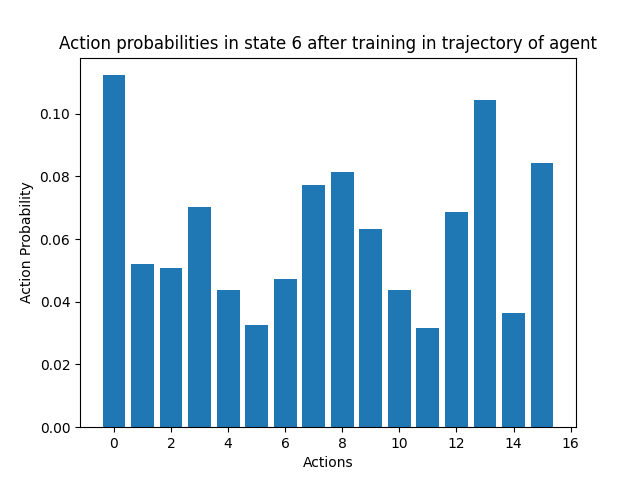 Action probabilities in state 6 after training in trajectory of agent
0.10
0.08
0.06
0.04
0.02
0.00
Action Probability
0 2 4 6 8 10 12 14 16
Actions